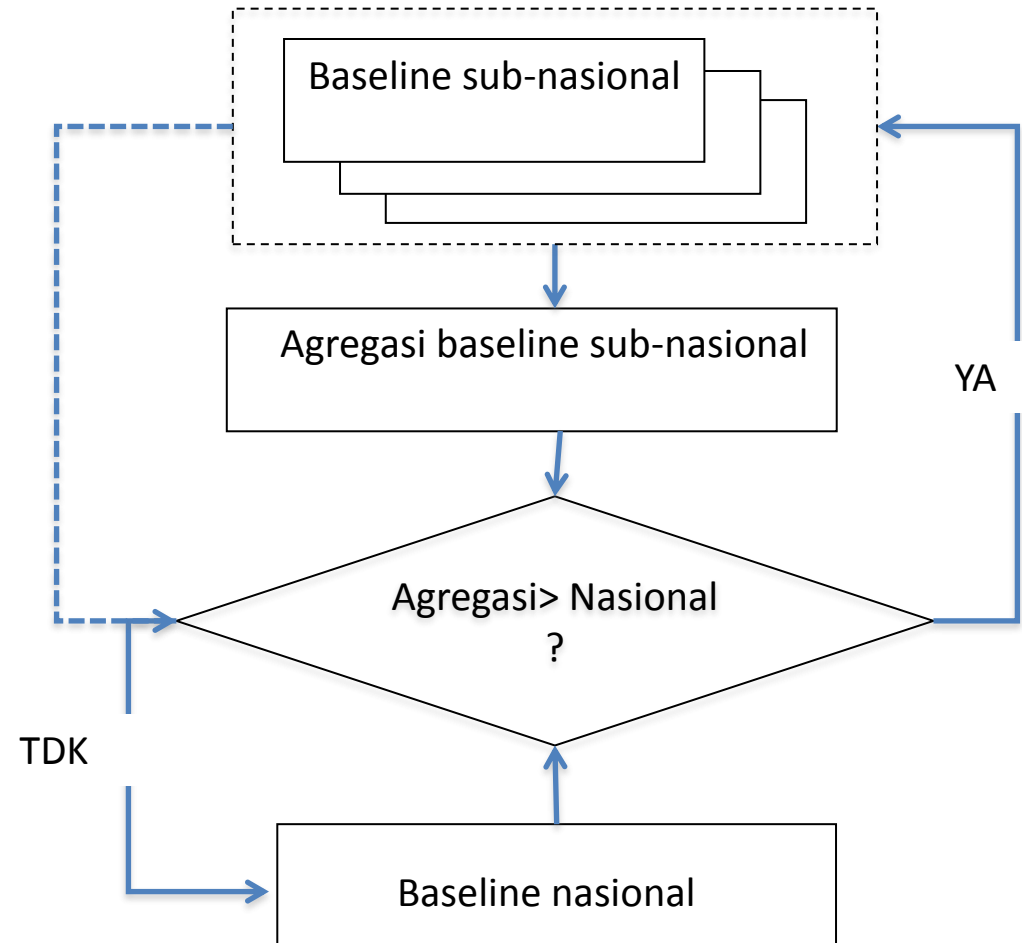 Baseline sub-nasional
Agregasi baseline sub-nasional
YA
Agregasi> Nasional
?
TDK
Baseline nasional